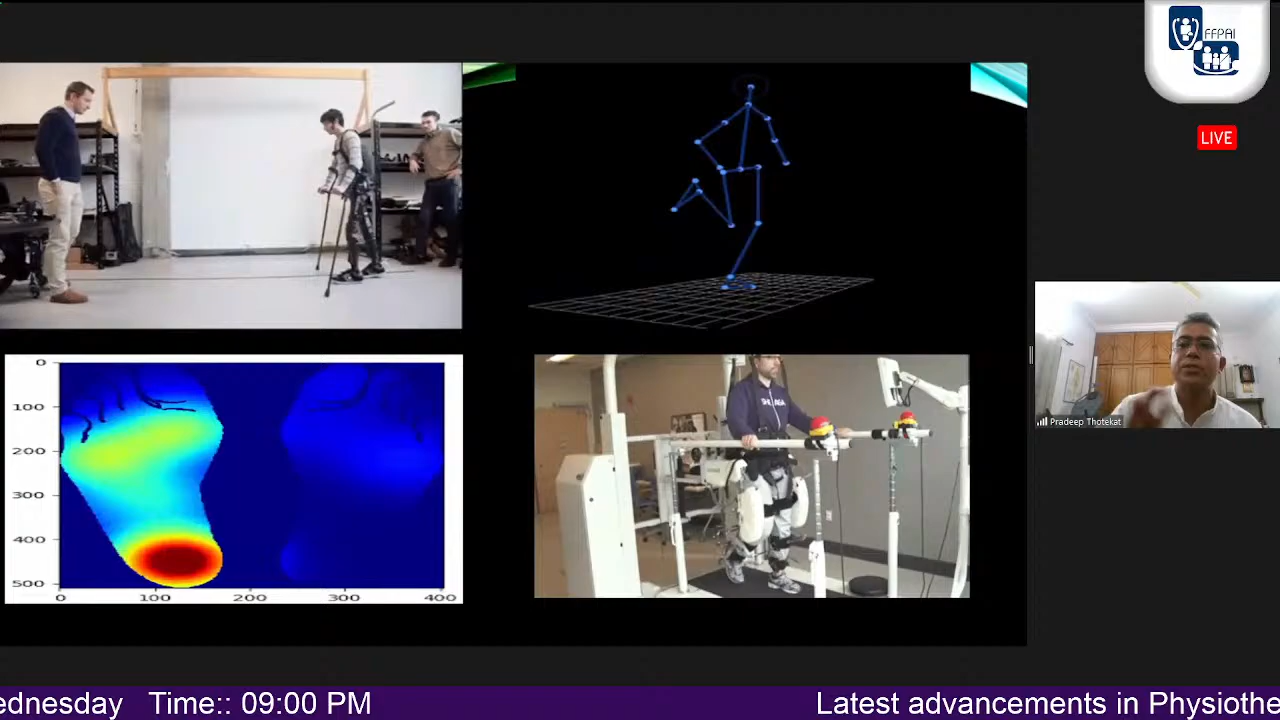 FFPAI
LIVE
0
100
200
300
400
500
0
100
200
300
400
Pradeep Thotekat
ednesday Time:: 09:00 PM
Latest advancements in Physiothe